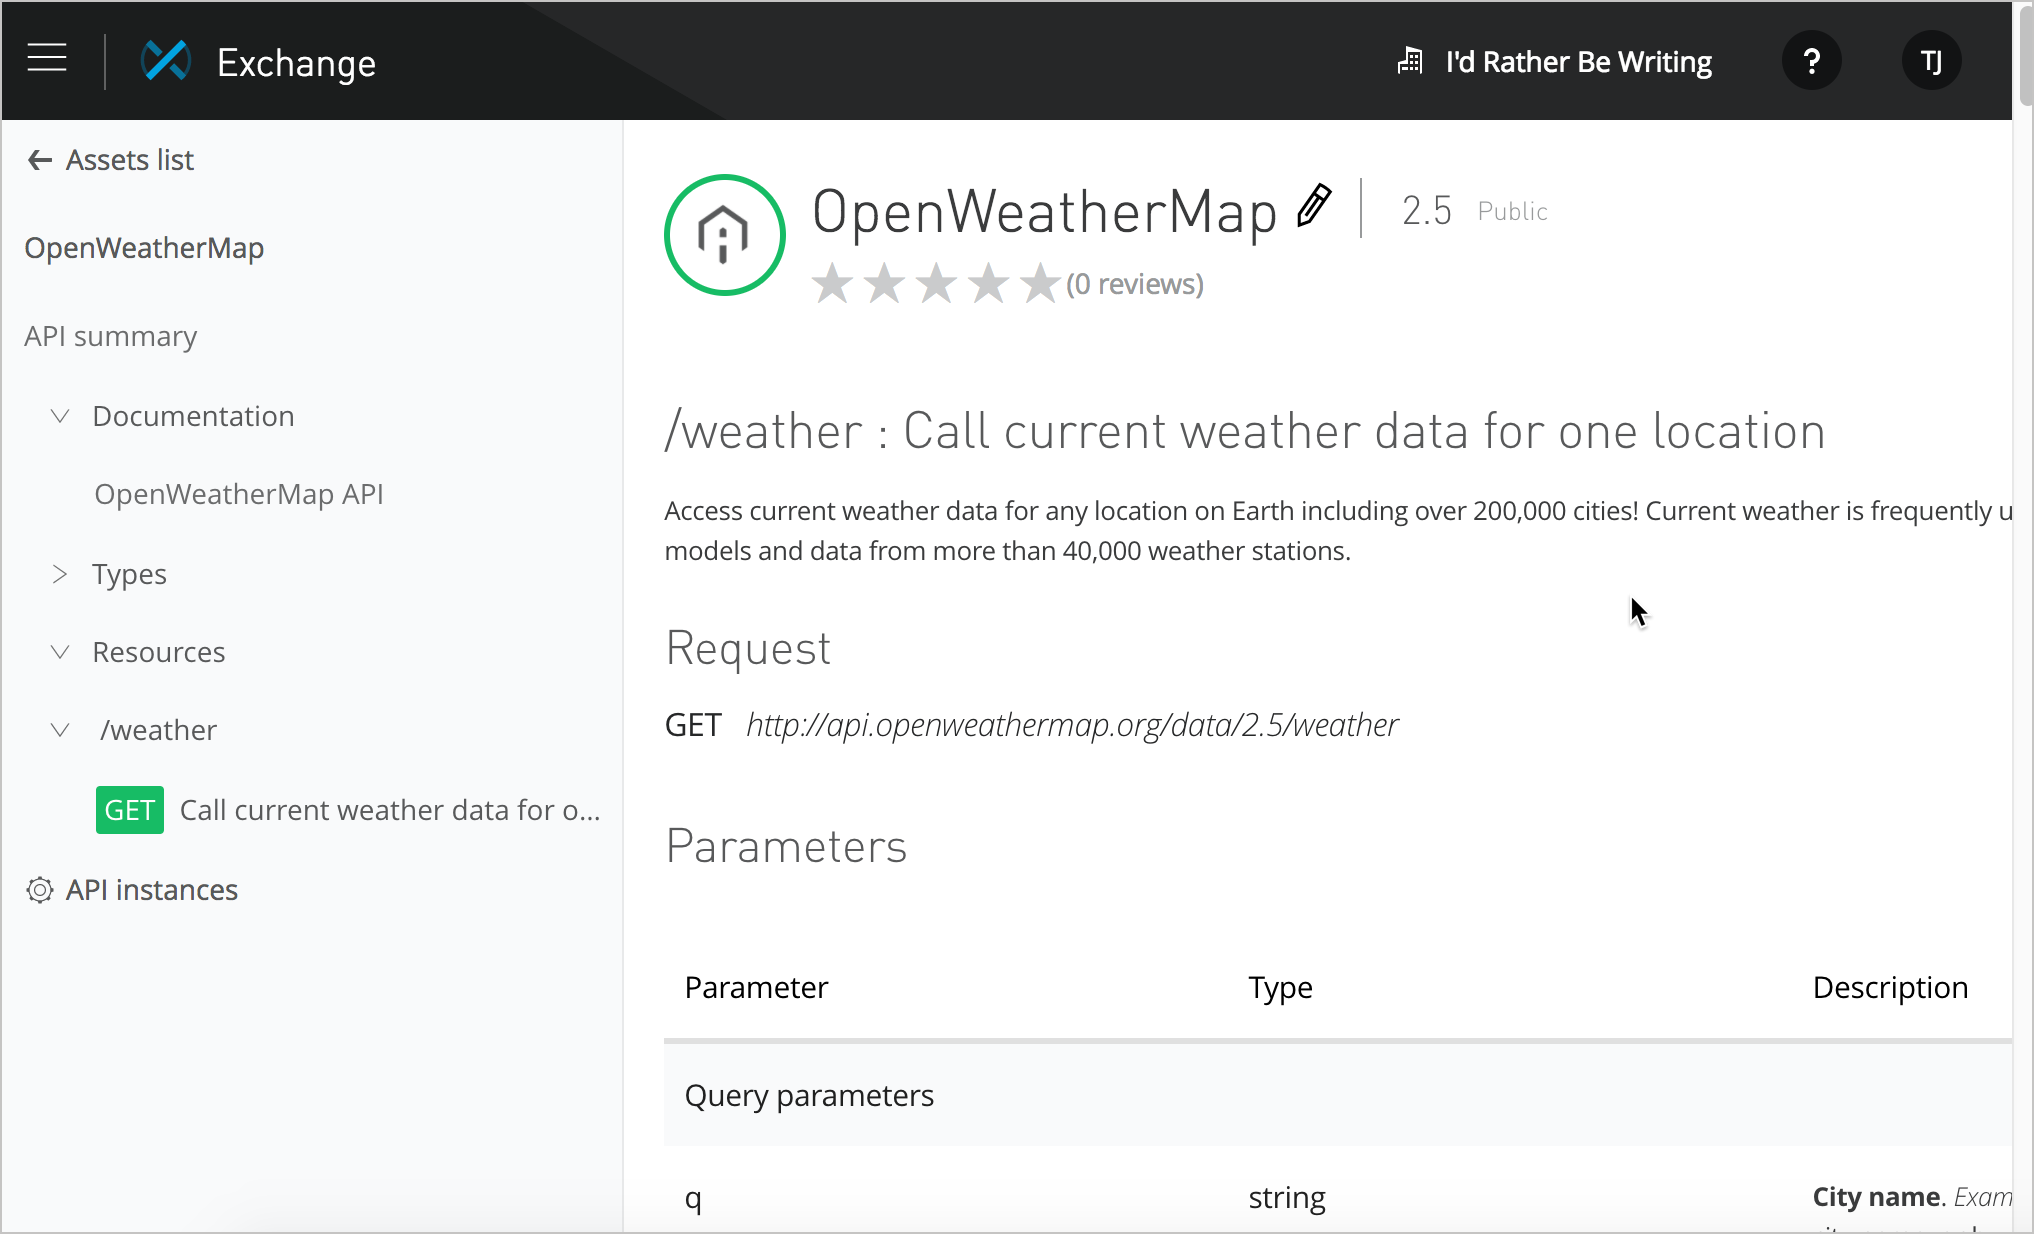 Exchange
I'd Rather Be Writing
?
TJ
Assets list
OpenWeatherMap
API summary
Documentation
OpenWeatherMap API
Types
Resources
/weather
GET Call current weather data for o...
API instances
OpenWeatherMap
2.5 Public
(0 reviews)
/weather : Call current weather data for one location
Access current weather data for any location on Earth including over 200,000 cities! Current weather is frequently u
models and data from more than 40,000 weather stations.
Request
GET http://api.openweathermap.org/data/2.5/weather
Parameters
Parameter Type Description
Query parameters
q string City name. Exam